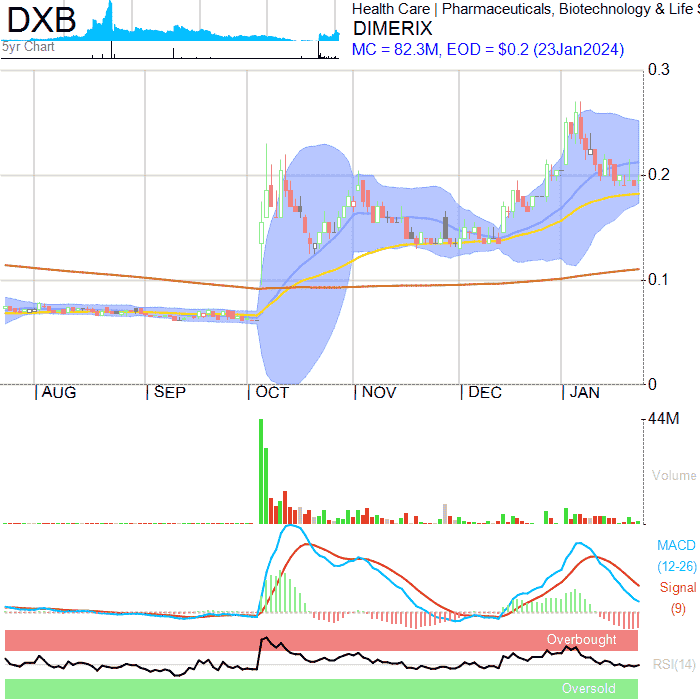 DXB
5yr Chart
Health Care | Pharmaceuticals, Biotechnology & Life S
DIMERIX
MC = 82.3M, EOD = $0.2 (23Jan2024)
0.3
0.2
0.1
0
AUG
SEP
OCT
NOV
DEC
JAN
44M
Volume
MACD
(12-26)
Signal
(9)
Overbought
RSI(14)
Oversold